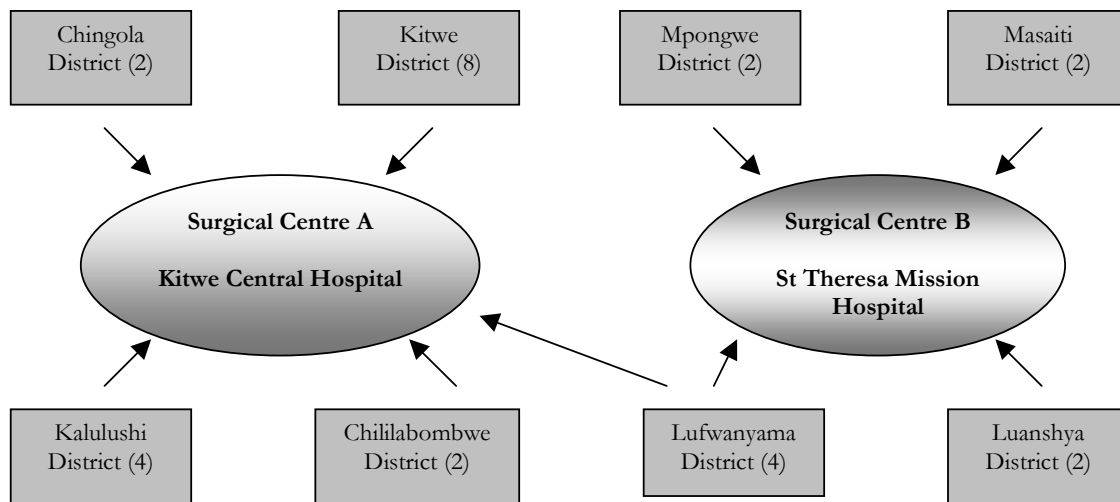 Chingola
District (2)
Kitwe
District (8)
Mpongwe
District (2)
Masaiti
District (2)
Surgical Centre A
Kitwe Central Hospital
Surgical Centre B
St Theresa Mission
Hospital
Kalulushi
District (4)
Chililabombwe
District (2)
Lufwanyama
District (4)
Luanshya
District (2)